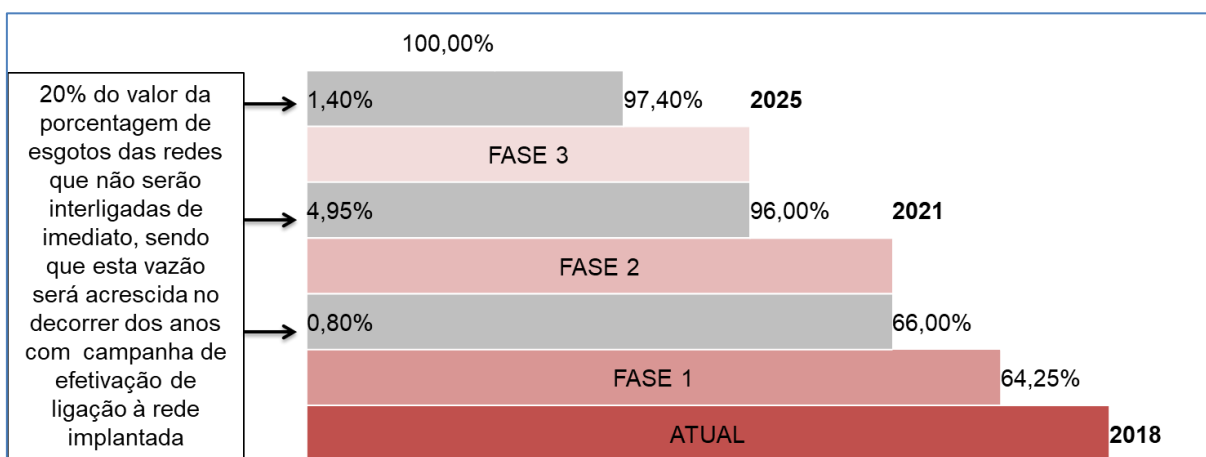 100,00%
20% do valor da
porcentagem de
esgotos das redes
que não serão
interligadas de
imediato, sendo
que esta vazão
será acrescida no
decorrer dos anos
com campanha de
efetivação de
ligação à rede
implantada
1,40% 97,40% 2025
FASE 3
4,95% 96,00% 2021
FASE 2
0,80% 66,00%
FASE 1 64,25%
ATUAL 2018